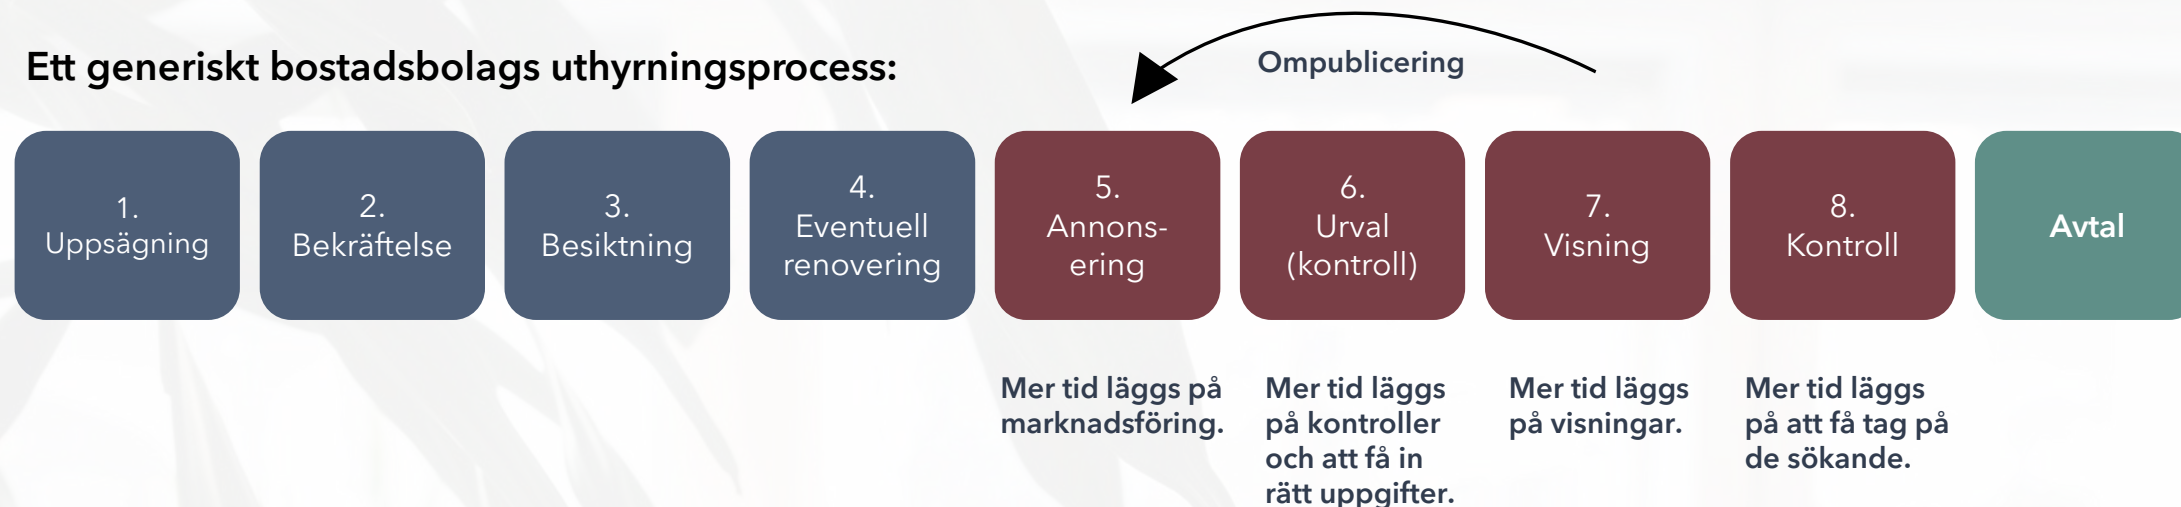 Ett generiskt bostadsbolags uthyrningsprocess:
Ompublicering
1.
Uppsägning
2.
Bekräftelse
3.
Besiktning
4.
Eventuell
renovering
5.
Annons-
ering
6.
Urval
(kontroll)
7.
Visning
8.
Kontroll
Avtal
Mer tid läggs på
marknadsföring.
Mer tid läggs
på kontroller
och att få in
rätt uppgifter.
Mer tid läggs
på visningar.
Mer tid läggs
på att få tag på
de sökande.